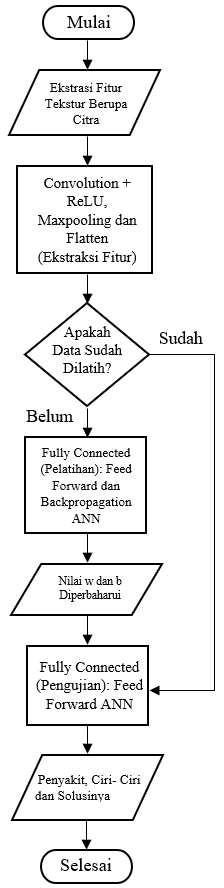 Mulai
Ekstrasi Fitur
Tekstur Berupa
Citra
Convolution +
ReLU,
Maxpooling dan
Flatten
(Ekstraksi Fitur)
Apakah
Data Sudah
Dilatih?
Sudah
Belum
Fully Connected
(Pelatihan): Feed
Forward dan
Backpropagation
ANN
Nilai w dan b
Diperbaharui
Fully Connected
(Pengujian): Feed
Forward ANN
Penyakit, Ciri- Ciri
dan Solusinya
Selesai